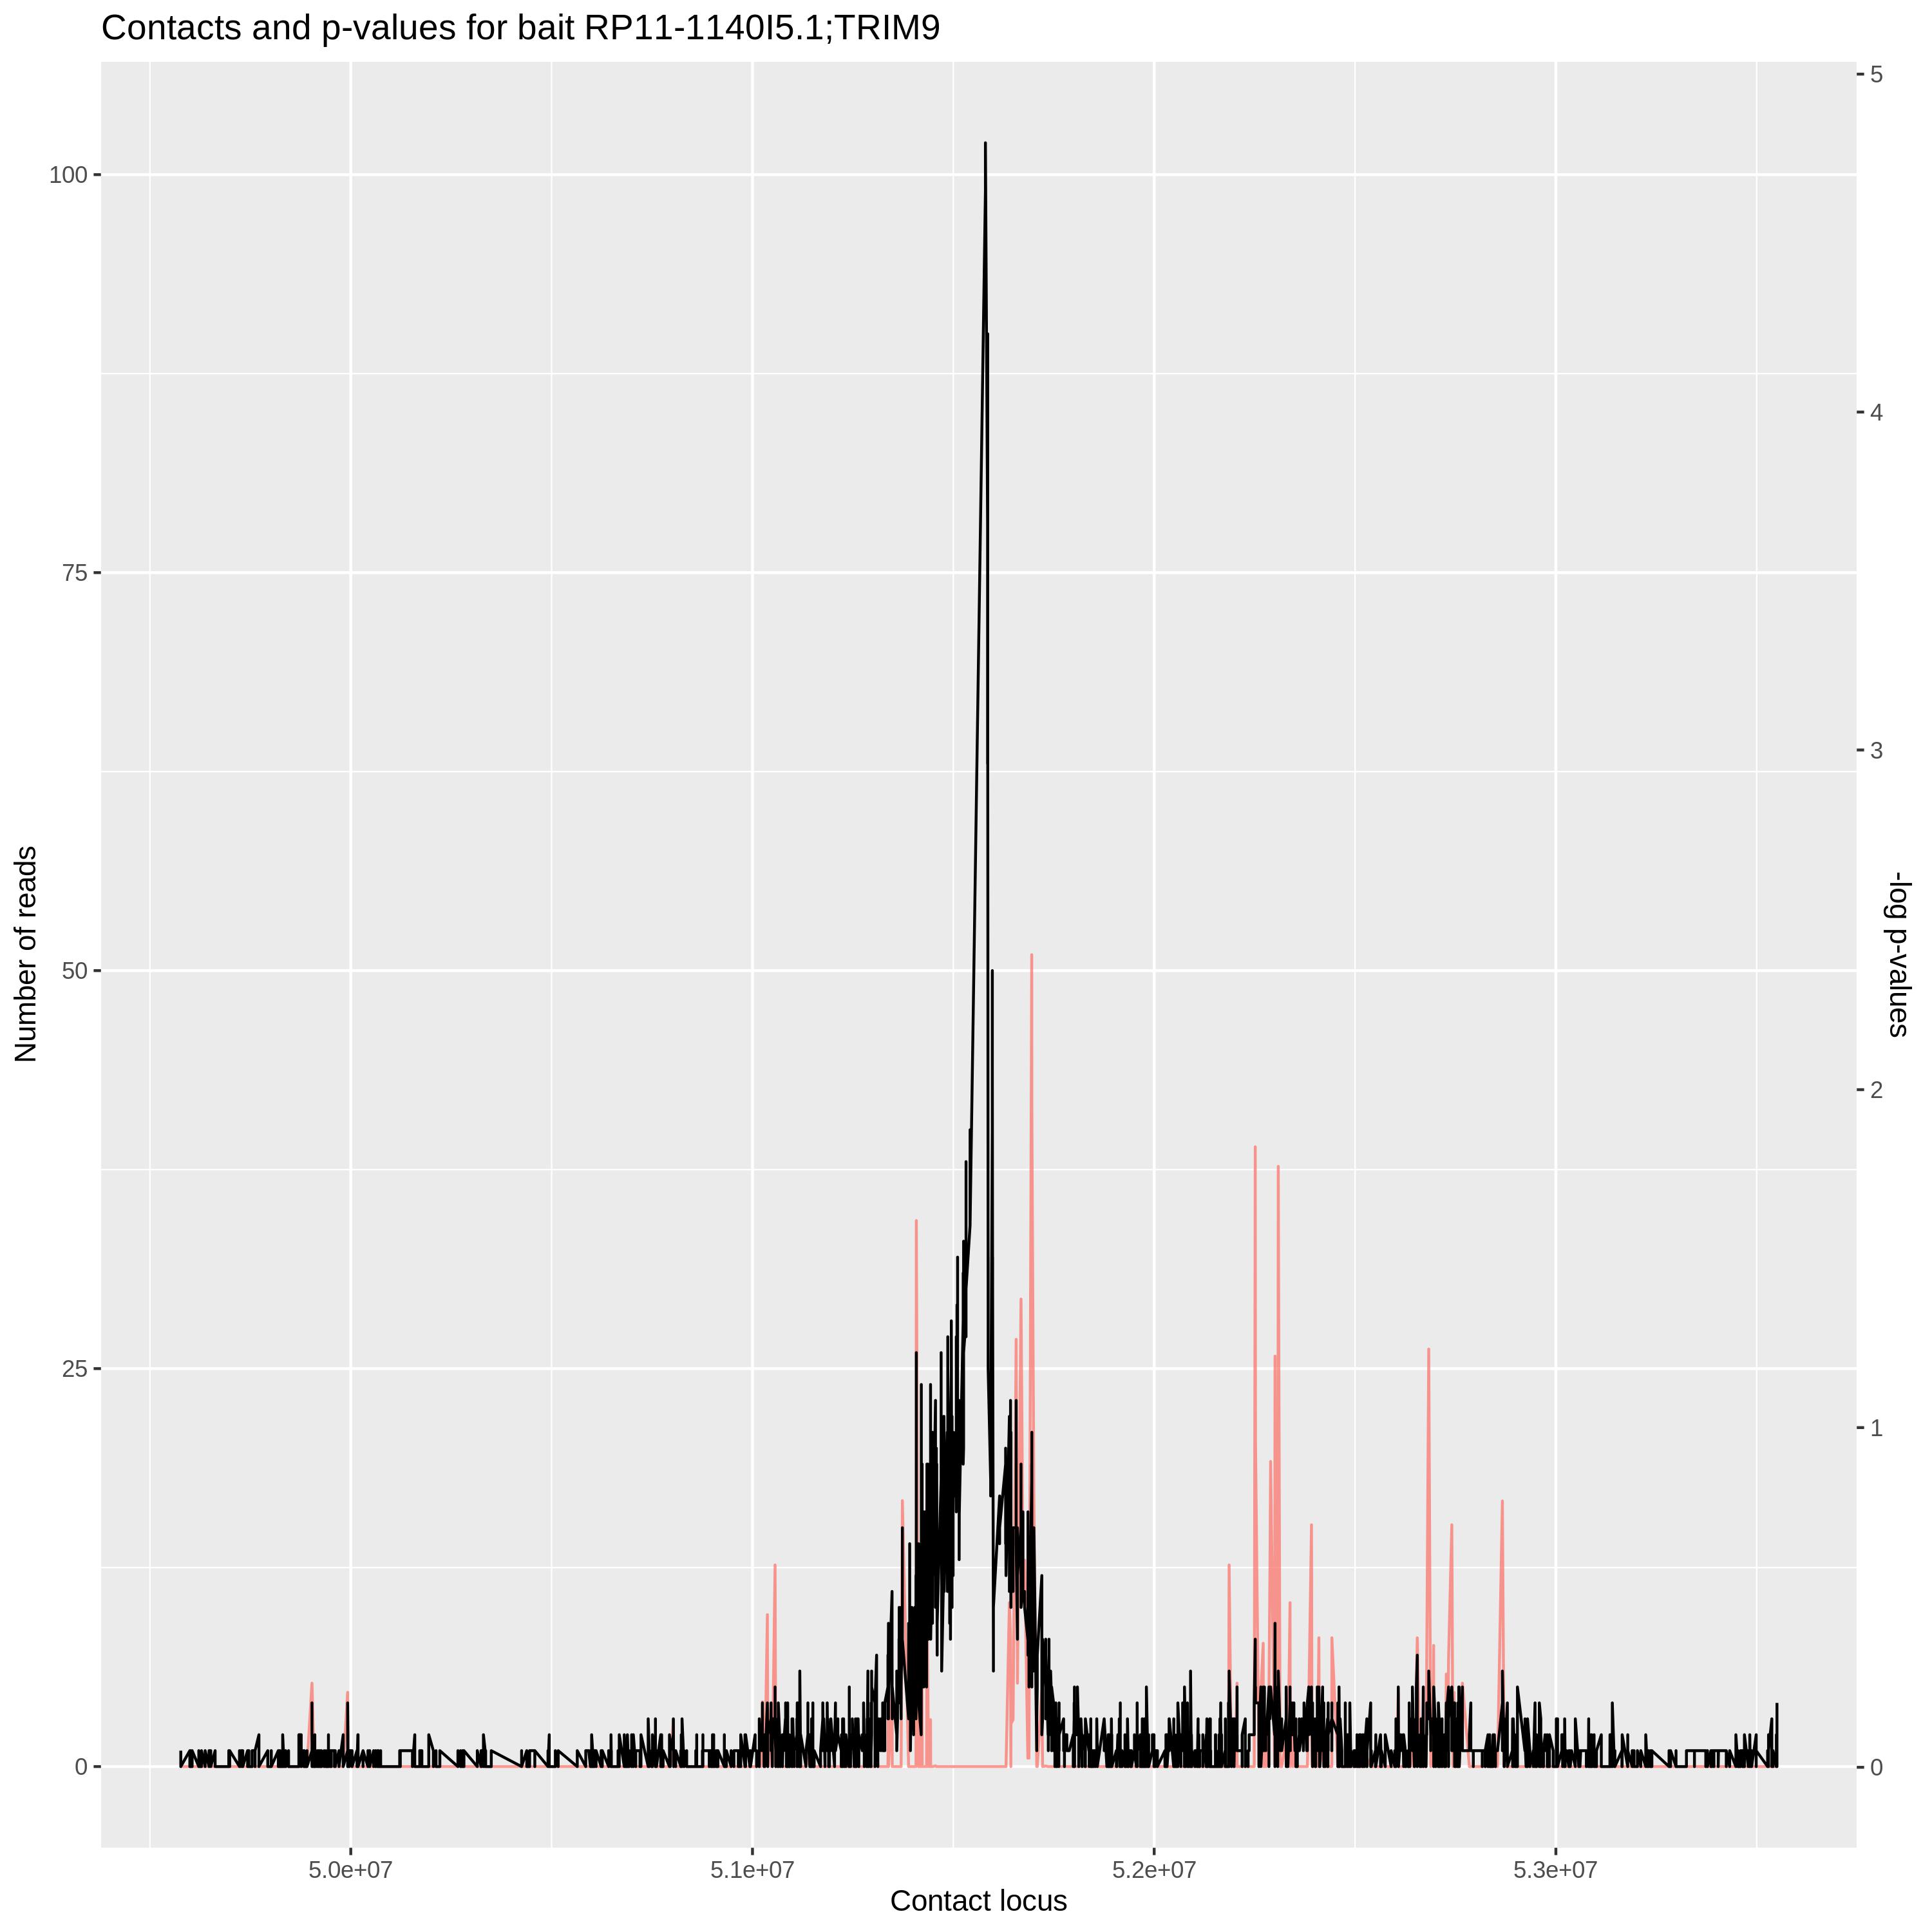 Contacts and p-values for bait RP11-1140I5.1;TRIM9
100
75
50
25
0
Number of reads
5
4
3
2
1
0
-log p-values
5.0e+07
5.1e+07
5.2e+07
5.3e+07
Contact locus